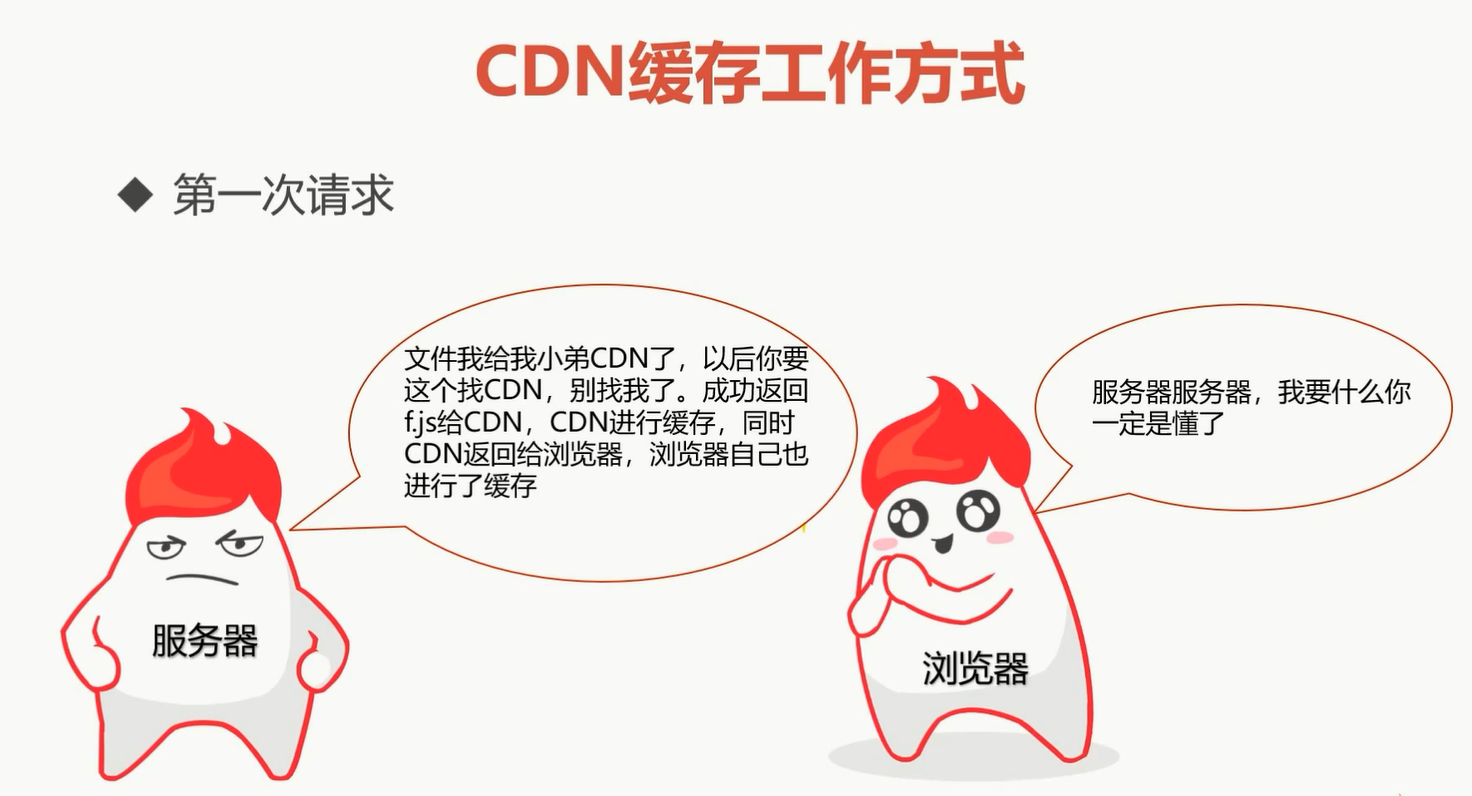 CDN缓存工作方式
◆ 第一次请求
文件我给我小弟CDN了，以后你要
这个找CDN，别找我了。成功返回
f.js给CDN，CDN进行缓存，同时
CDN返回给浏览器，浏览器自己也
进行了缓存
服务器服务器，我要什么你
一定是懂了
服务器
浏览器